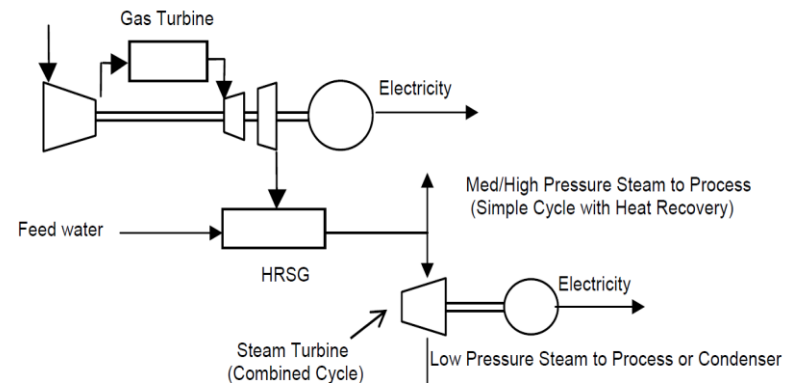 Gas Turbine
Electricity
Med/High Pressure Steam to Process
(Simple Cycle with Heat Recovery)
Feed water
HRSG
Electricity
Steam Turbine
(Combined Cycle)
Low Pressure Steam to Process or Condenser